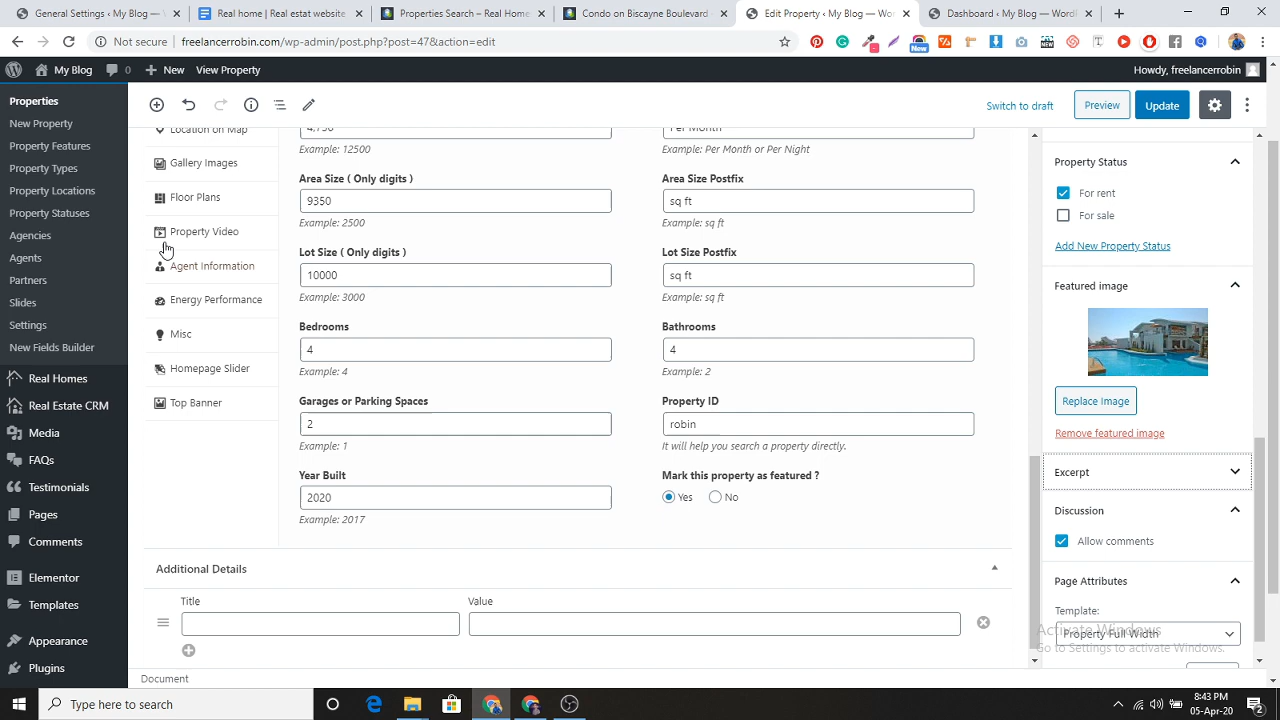 General Settings ‹ My Blog — W
Real home | Real estat website
Properties Search – Real Home
Condo on Biscayne Boulevard
Edit Property ‹ My Blog — Wo
Dashboard ‹ My Blog — WordP
Not secure | freelancerrobin.com/wp-admin/post.php?post=47&action=edit
New
NEW
My Blog 0 New View Property Howdy, freelancerrobin
Properties
New Property
Property Features
Property Types
Property Locations
Property Statuses
Agencies
Agents
Partners
Slides
Settings
New Fields Builder
Real Homes
Real Estate CRM
Media
FAQs
Testimonials
Pages
Comments
Elementor
Templates
Appearance
Plugins
Switch to draft Preview Update
Location on Map
Gallery Images
Floor Plans
Property Video
Agent Information
Energy Performance
Misc
Homepage Slider
Top Banner
4,750 Per Month
Example: 12500 Example: Per Month or Per Night
Area Size ( Only digits ) Area Size Postfix
9350 sq ft
Example: 2500 Example: sq ft
Lot Size ( Only digits ) Lot Size Postfix
10000 sq ft
Example: 3000 Example: sq ft
Bedrooms Bathrooms
4 4
Example: 4 Example: 2
Garages or Parking Spaces Property ID
2 robin
Example: 1 It will help you search a property directly.
Year Built Mark this property as featured ?
2020 Yes No
Example: 2017
Additional Details
Title Value
Document
Property Status
For rent
For sale
Add New Property Status
Featured image
Replace Image
Remove featured image
Excerpt
Discussion
Allow comments
Page Attributes
Template:
Property Full Width
Activate Windows
Go to Settings to activate Windows.
Type here to search
8:43 PM
05-Apr-20
2